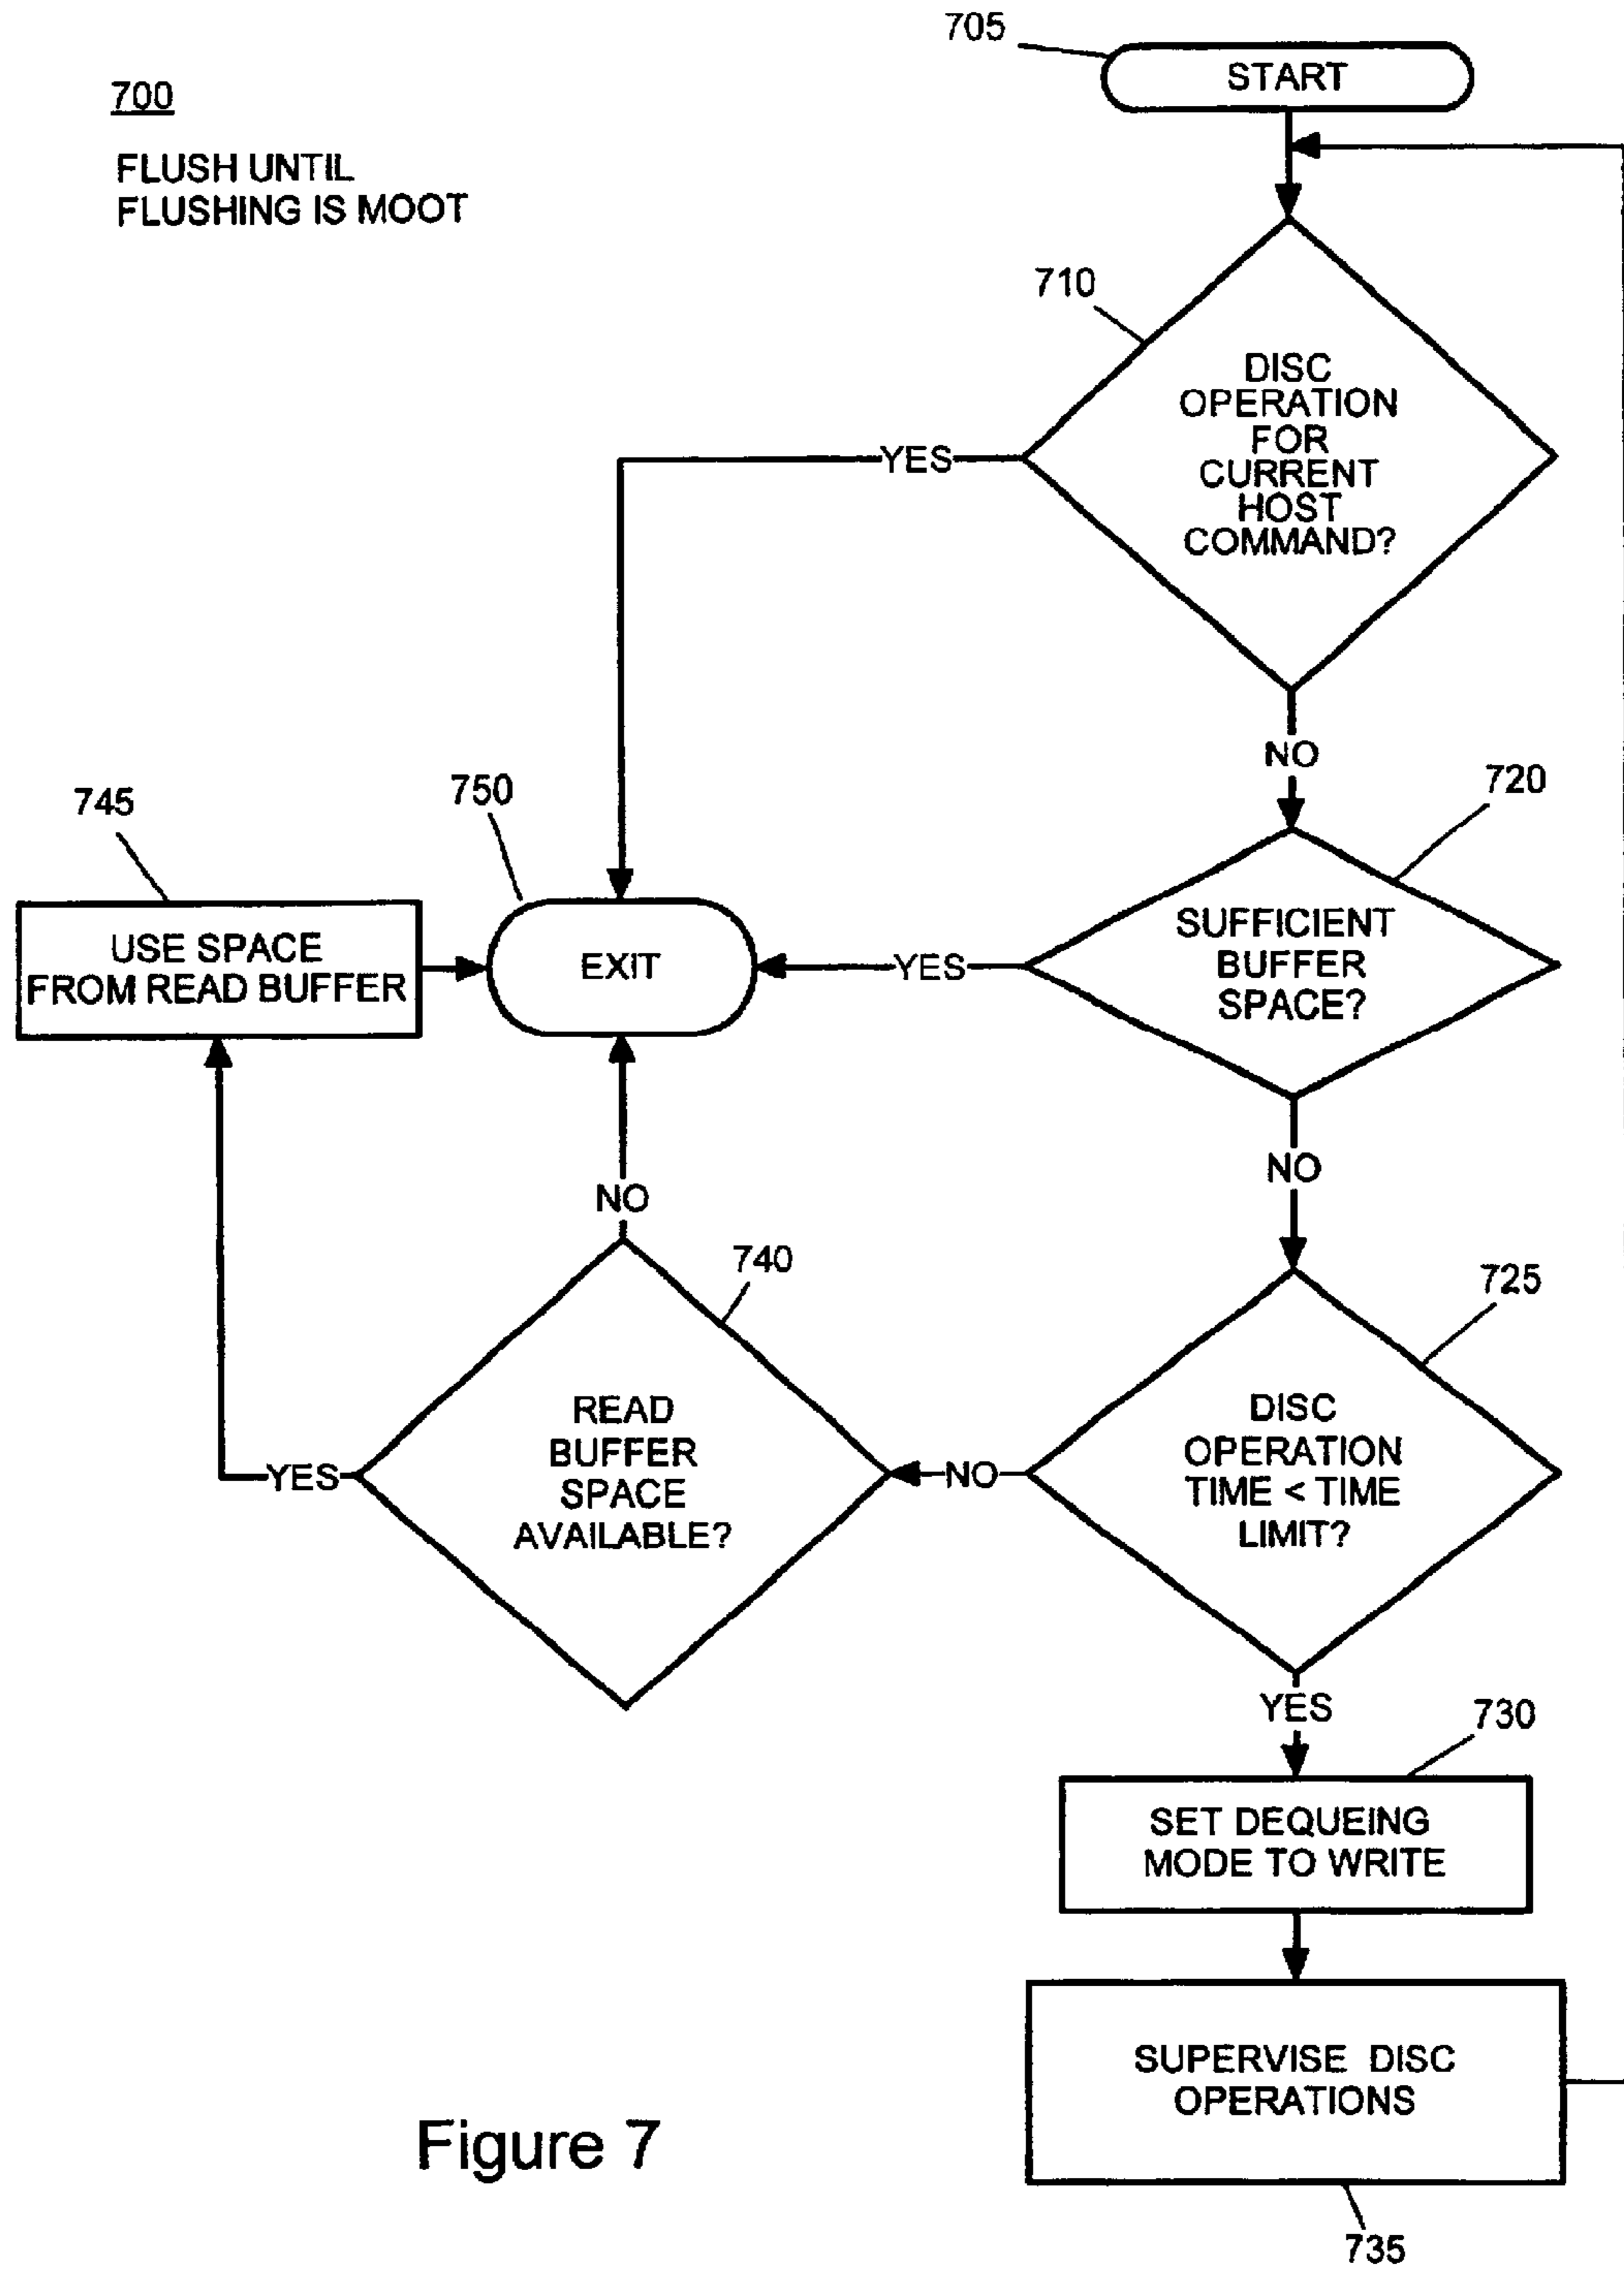 705
START
700
FLUSH UNTIL
FLUSHING IS MOOT
710
DISC
OPERATION
FOR
CURRENT
HOST
COMMAND?
YES
NO
745
750
720
USE SPACE
FROM READ BUFFER
EXIT
YES
SUFFICIENT
BUFFER
SPACE?
NO
NO
740
725
READ
BUFFER
SPACE
AVAILABLE?
YES
NO
DISC
OPERATION
TIME < TIME
LIMIT?
YES
730
SET DEQUEING
MODE TO WRITE
SUPERVISE DISC
OPERATIONS
735
Figure 7